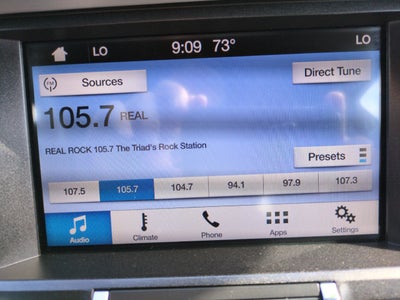 LO 9:09 73° LO
FM Sources Direct Tune
105.7 REAL
REAL ROCK 105.7 The Triad's Rock Station
Presets
107.5 105.7 104.7 94.1 97.9 107.3
Audio Climate Phone Apps Settings